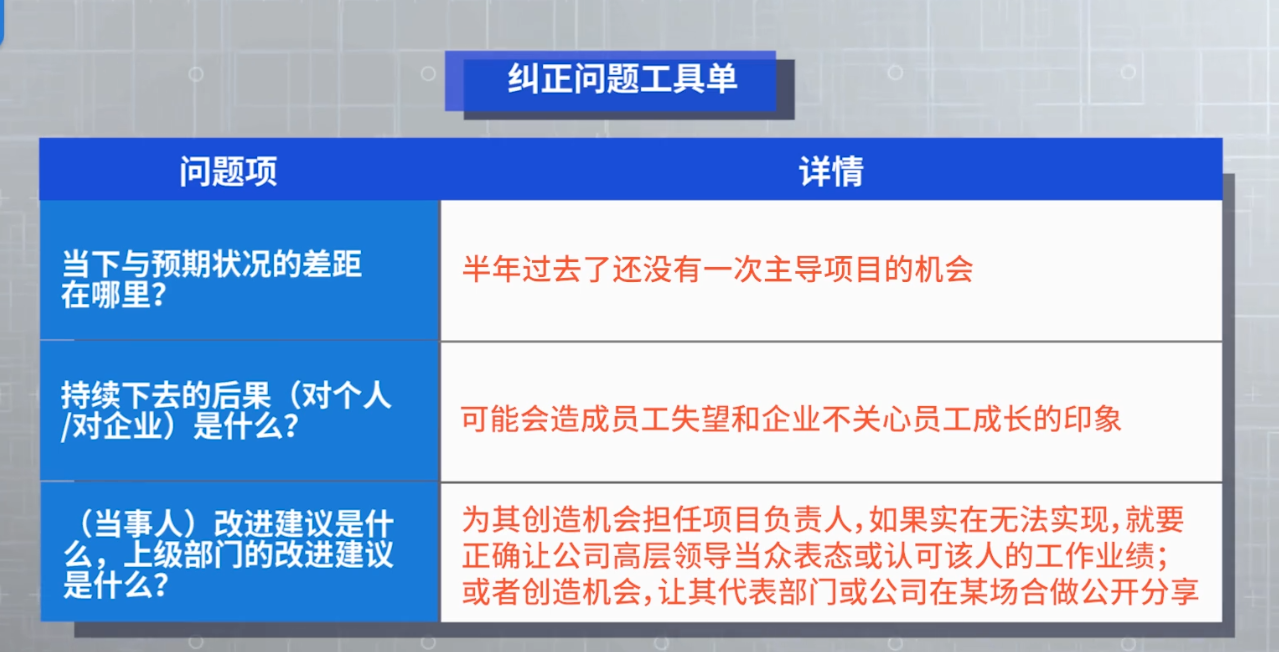 纠正问题工具单
问题项
详情
当下与预期状况的差距
在哪里？
半年过去了还没有一次主导项目的机会
持续下去的后果（对个人
/对企业）是什么？
可能会造成员工失望和企业不关心员工成长的印象
（当事人）改进建议是什
么，上级部门的改进建议
是什么？
为其创造机会担任项目负责人，如果实在无法实现，就要
正确让公司高层领导当众表态或认可该人的工作业绩；
或者创造机会，让其代表部门或公司在某场合做公开分享